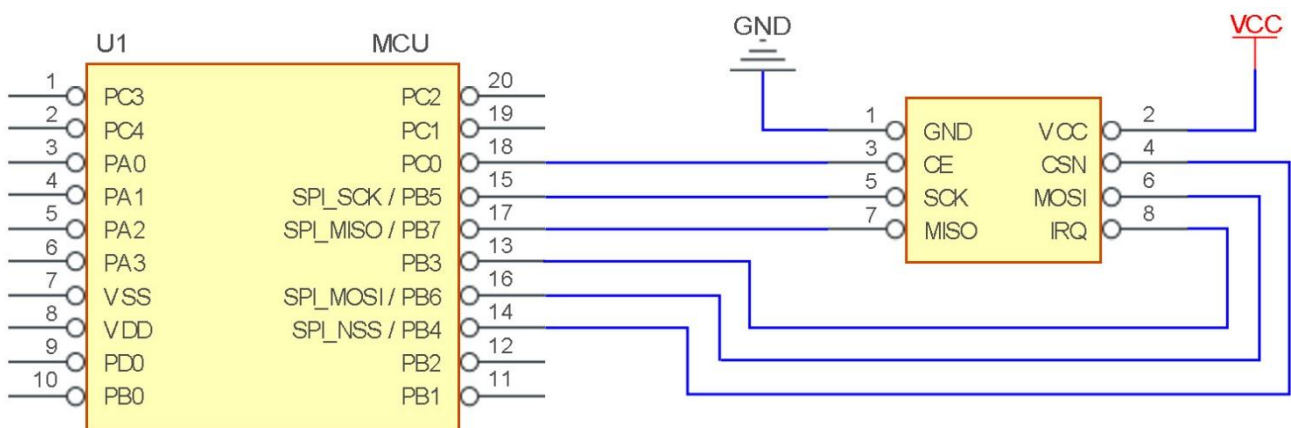 GND
VCC
U1 MCU
1 PC3 PC2 20
2 PC4 PC1 19
3 PA0 PC0 18
4 PA1 SPI_SCK / PB5 15
5 PA2 SPI_MISO / PB7 17
6 PA3 PB3 13
7 VSS SPI_MOSI / PB6 16
8 VDD SPI_NSS / PB4 14
9 PD0 PB2 12
10 PB0 PB1 11
1 GND VCC 2
3 CE CSN 4
5 SCK MOSI 6
7 MISO IRQ 8